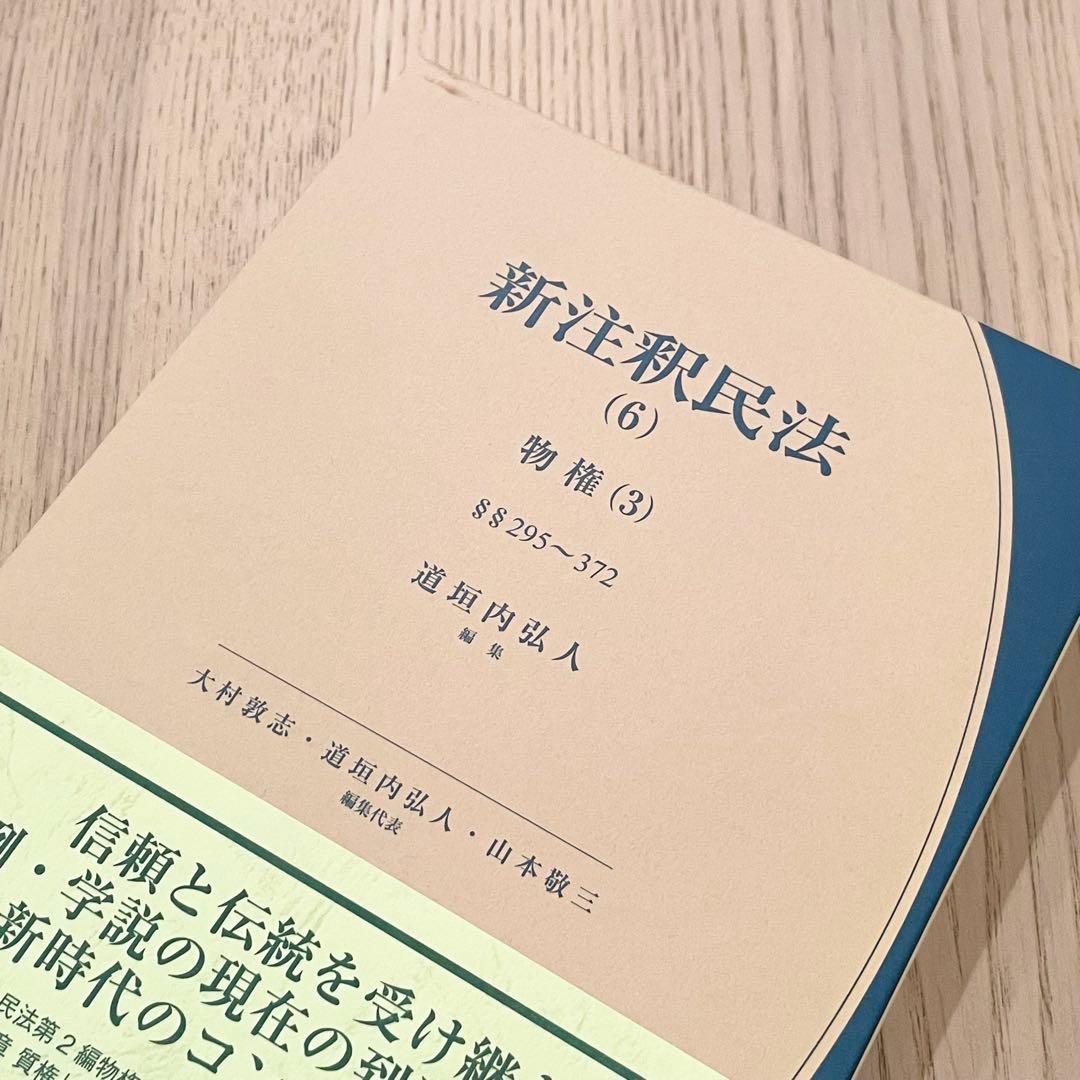 新注釈民法
(6)
物権(3)
§§295～372
道垣内弘人
編集
大村敦志・道垣内弘人・山本敬三
編集代表
信頼と伝統を受け継
・学説の現在の到
新時代のコ
民法第2編物権
章 質権